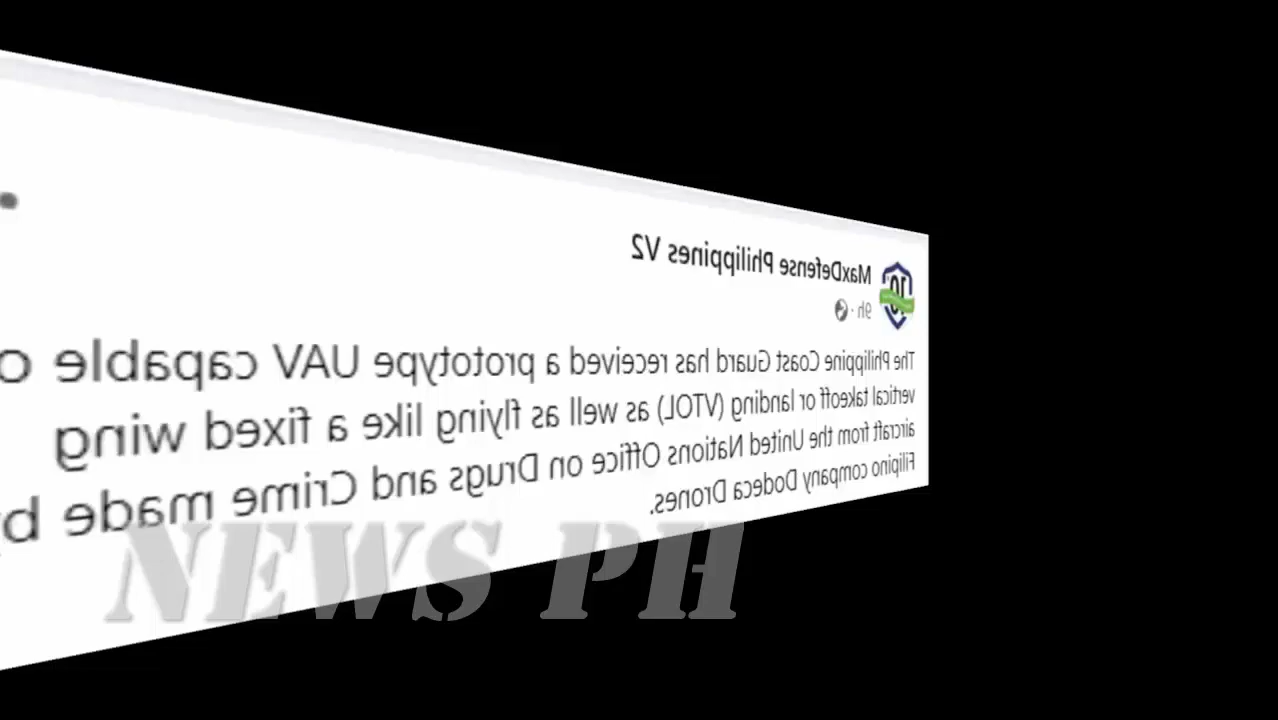 MaxDefense Philippines V2
9h ·
The Philippine Coast Guard has received a prototype UAV capable
vertical takeoff or landing (VTOL) as well as flying like a fixed wing
aircraft from the United Nations Office on Drugs and Crime made
Filipino company Dodeca Drones.
NEWS PH